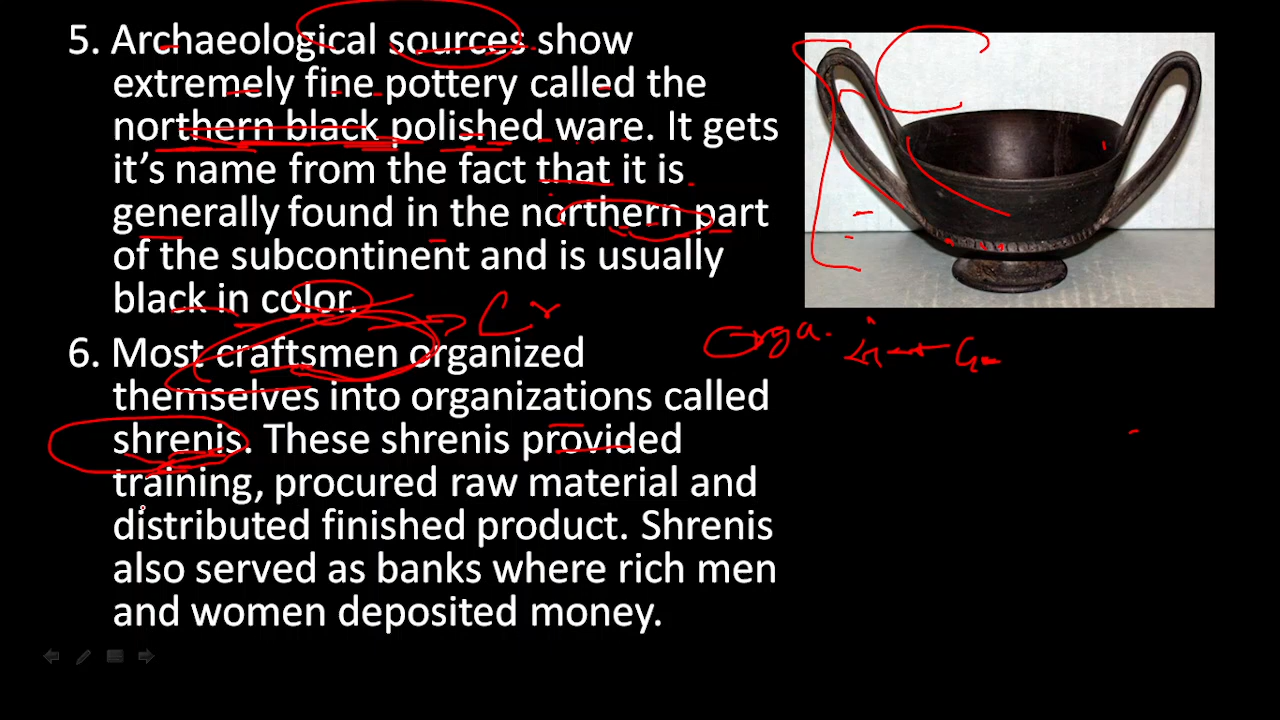 5. Archaeological sources show
extremely fine pottery called the
northern black polished ware. It gets
it's name from the fact that it is
generally found in the northern part
of the subcontinent and is usually
black in color.
6. Most craftsmen organized
themselves into organizations called
shrenis. These shrenis provided
training, procured raw material and
distributed finished product. Shrenis
also served as banks where rich men
and women deposited money.
Orga.